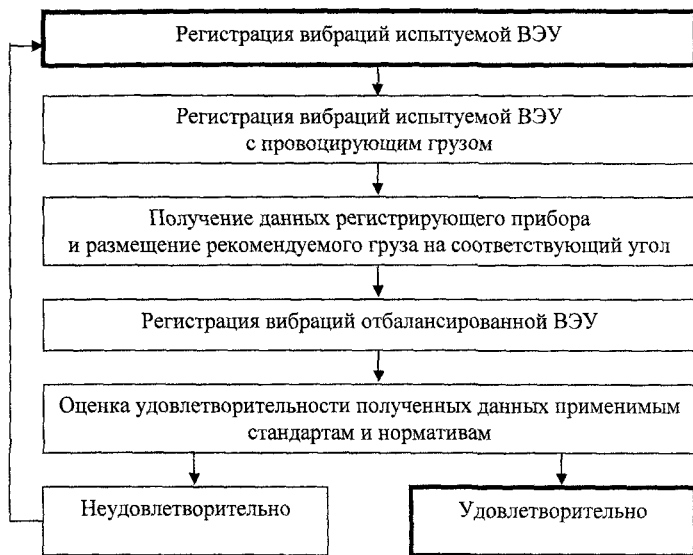 Регистрация вибраций испытуемой ВЭУ
Регистрация вибраций испытуемой ВЭУ
с провоцирующим грузом
Получение данных регистрирующего прибора
и размещение рекомендуемого груза на соответствующий угол
Регистрация вибраций отбалансированной ВЭУ
Оценка удовлетворительности полученных данных применимым
стандартам и нормативам
Неудовлетворительно
Удовлетворительно